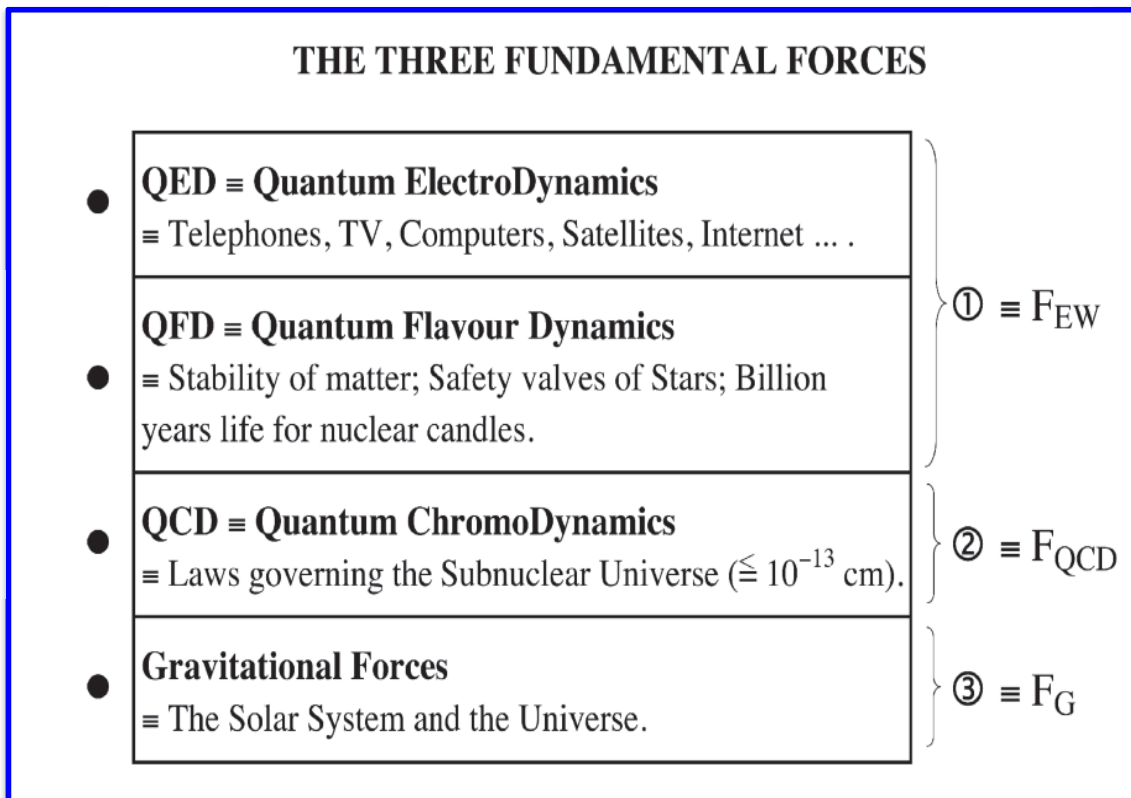 THE THREE FUNDAMENTAL FORCES
● QED ≡ Quantum ElectroDynamics
≡ Telephones, TV, Computers, Satellites, Internet ... .
① ≡ F_EW
● QFD ≡ Quantum Flavour Dynamics
≡ Stability of matter; Safety valves of Stars; Billion
years life for nuclear candles.
● QCD ≡ Quantum ChromoDynamics
≡ Laws governing the Subnuclear Universe (≦ 10⁻¹³ cm).
② ≡ F_QCD
● Gravitational Forces
≡ The Solar System and the Universe.
③ ≡ F_G